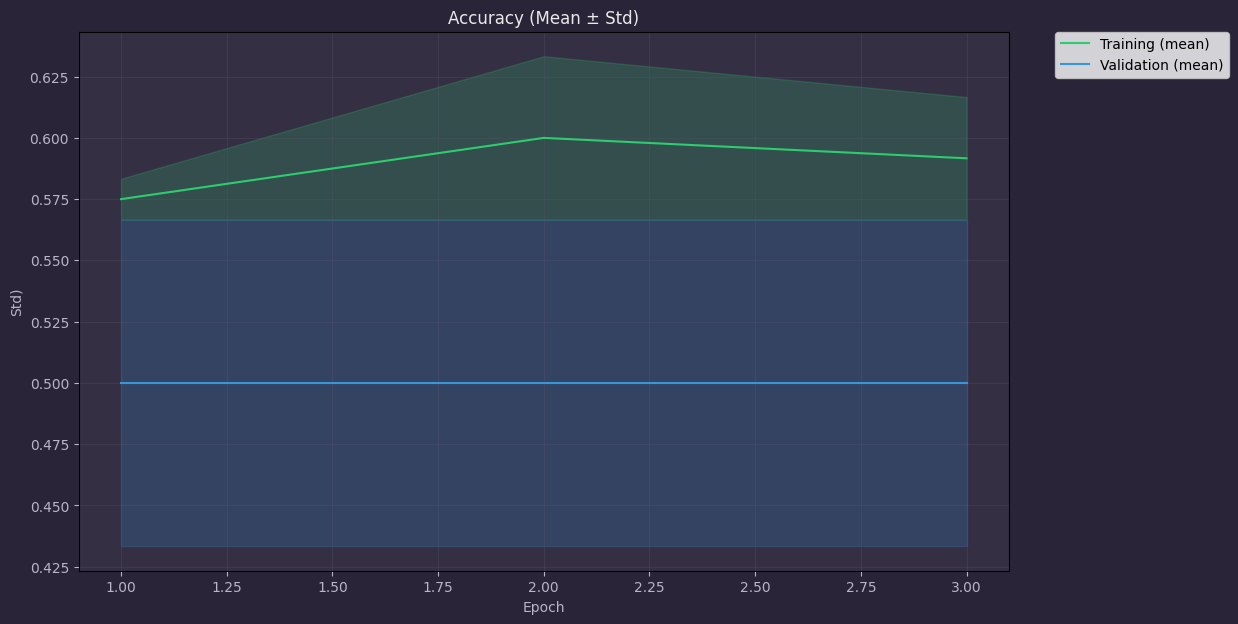 Accuracy (Mean ± Std)
Training (mean)
Validation (mean)
0.625
0.600
0.575
0.550
0.525
0.500
0.475
0.450
0.425
Std)
1.00 1.25 1.50 1.75 2.00 2.25 2.50 2.75 3.00
Epoch